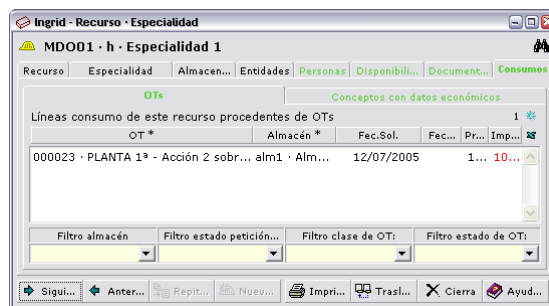 Ingrid - Recurso · Especialidad
MDO01 · h · Especialidad 1
Recurso Especialidad Almacen... Entidades Personas Disponibili... Document... Consumos
OTs Conceptos con datos económicos
Líneas consumo de este recurso procedentes de OTs 1
OT * Almacén * Fec.Sol. Fec... Pr... Imp...
000023 · PLANTA 1ª - Acción 2 sobr... alm1 · Alm... 12/07/2005 1... 10...
Filtro almacén Filtro estado petición... Filtro clase de OT: Filtro estado de OT:
Sigui... Anter... Repit... Nuev... Impri... Trasl... Cierra Ayud...